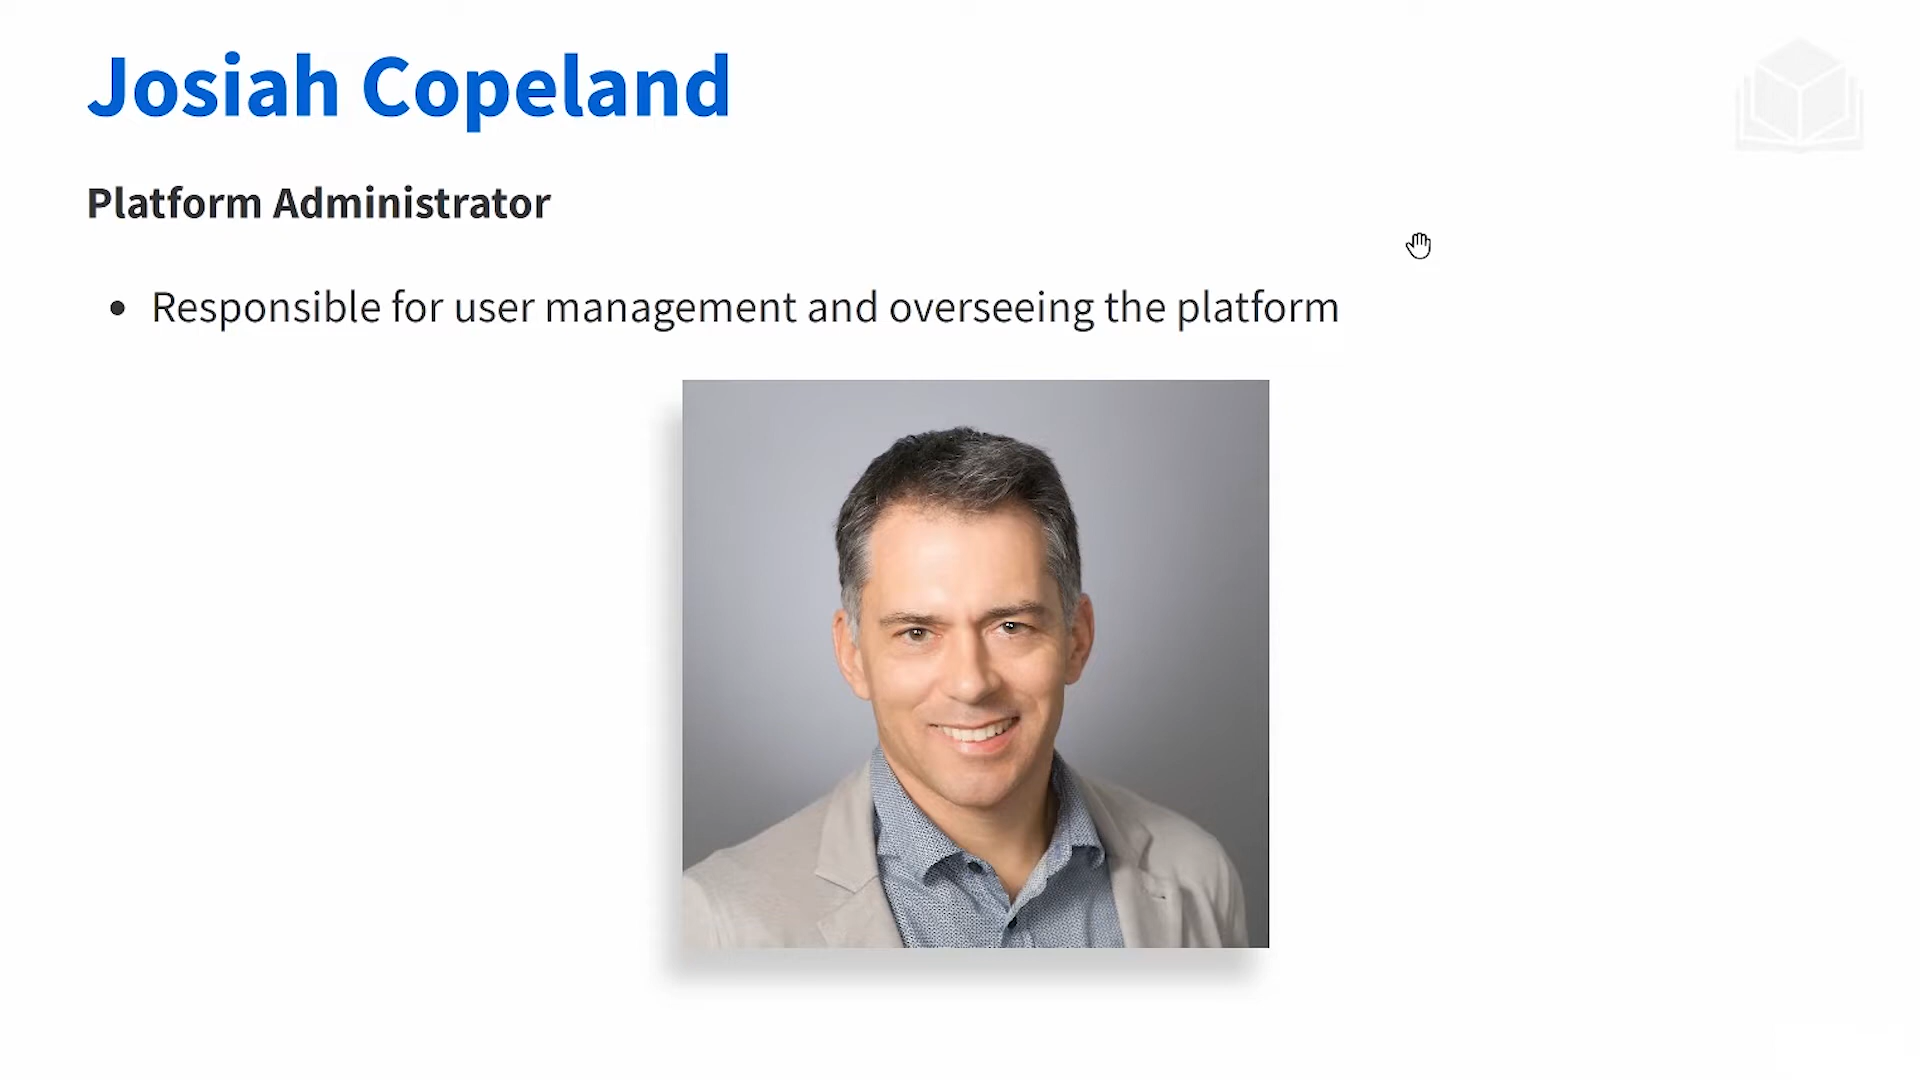 Josiah Copeland
Platform Administrator
• Responsible for user management and overseeing the platform